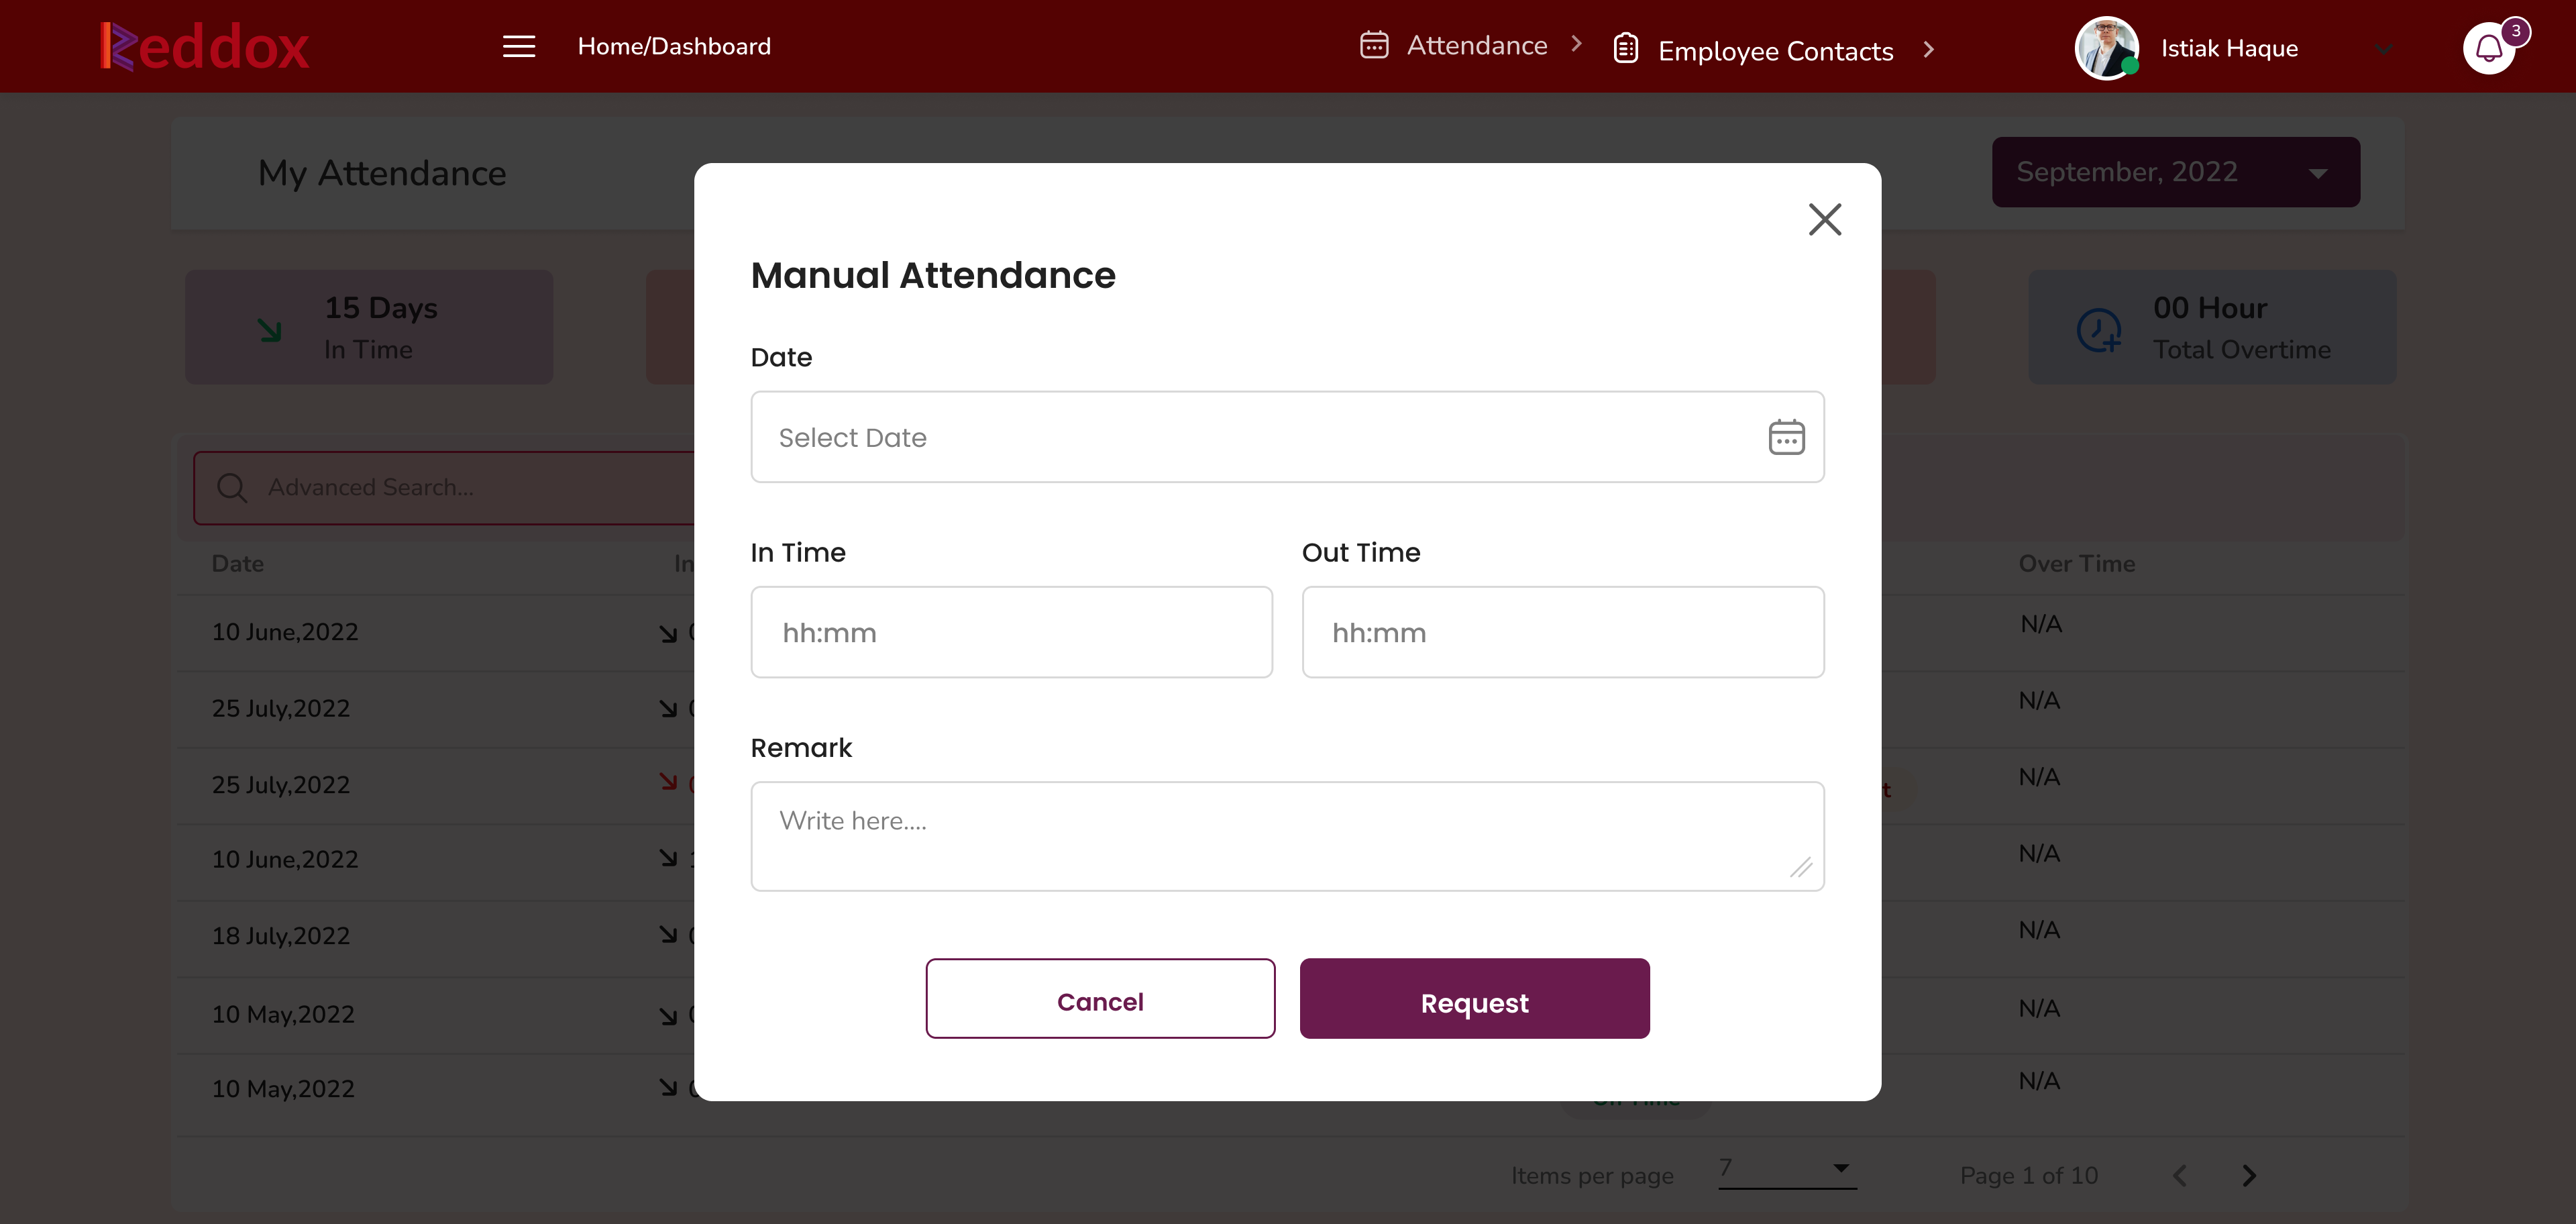 Reddox
Home/Dashboard
Attendance
Employee Contacts
Istiak Haque
3
My Attendance
September, 2022
15 Days
In Time
00 Hour
Total Overtime
Advanced Search...
Manual Attendance
Date
Select Date
In Time
Out Time
hh:mm
hh:mm
Remark
Write here....
Cancel
Request
Date
In
Over Time
10 June,2022
N/A
25 July,2022
N/A
25 July,2022
N/A
10 June,2022
N/A
18 July,2022
N/A
10 May,2022
N/A
10 May,2022
N/A
Items per page
7
Page 1 of 10